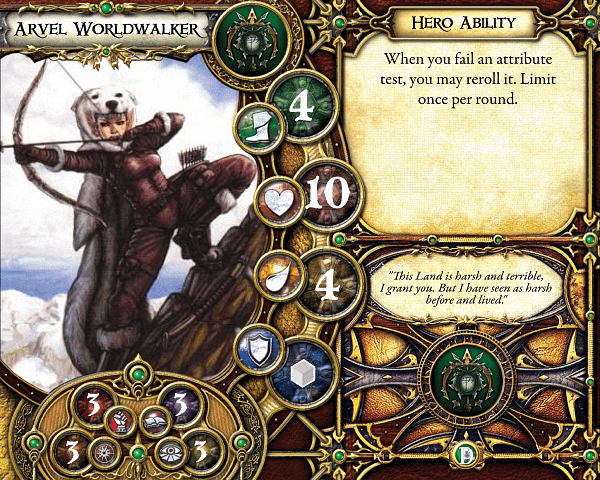 ARVEL WORLDWALKER
4
10
4
3
3
3
3
HERO ABILITY
When you fail an attribute
test, you may reroll it. Limit
once per round.
"This Land is harsh and terrible,
I grant you. But I have seen as harsh
before and lived."